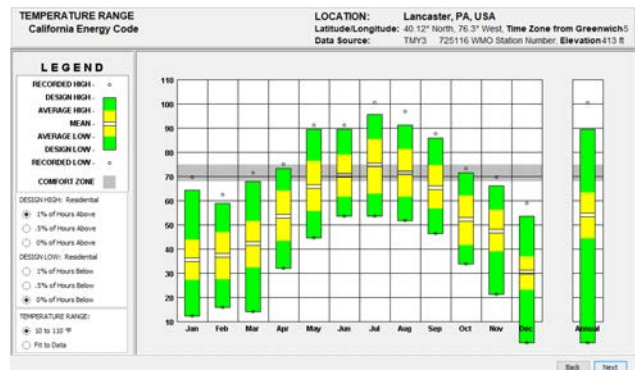 TEMPERATURE RANGE
California Energy Code
LOCATION: Lancaster, PA, USA
Latitude/Longitude: 40.12° North, 76.3° West, Time Zone from Greenwich 5
Data Source: TMY3 725116 WMO Station Number, Elevation 413 ft
LEGEND
RECORDED HIGH -
DESIGN HIGH -
AVERAGE HIGH -
MEAN -
AVERAGE LOW -
DESIGN LOW -
RECORDED LOW -
COMFORT ZONE
DESIGN HIGH: Residential
1% of Hours Above
.5% of Hours Above
0% of Hours Above
DESIGN LOW: Residential
1% of Hours Below
.5% of Hours Below
0% of Hours Below
TEMPERATURE RANGE:
10 to 110 °F
Fit to Data
110
100
90
80
70
60
50
40
30
20
10
Jan Feb Mar Apr May Jun Jul Aug Sep Oct Nov Dec Annual
Back Next